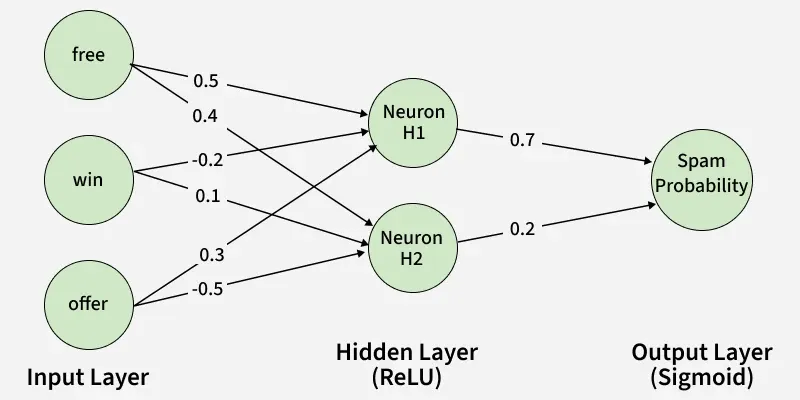 free
win
offer
0.5
0.4
-0.2
0.1
0.3
-0.5
Neuron
H1
Neuron
H2
0.7
0.2
Spam
Probability
Input Layer
Hidden Layer
(ReLU)
Output Layer
(Sigmoid)